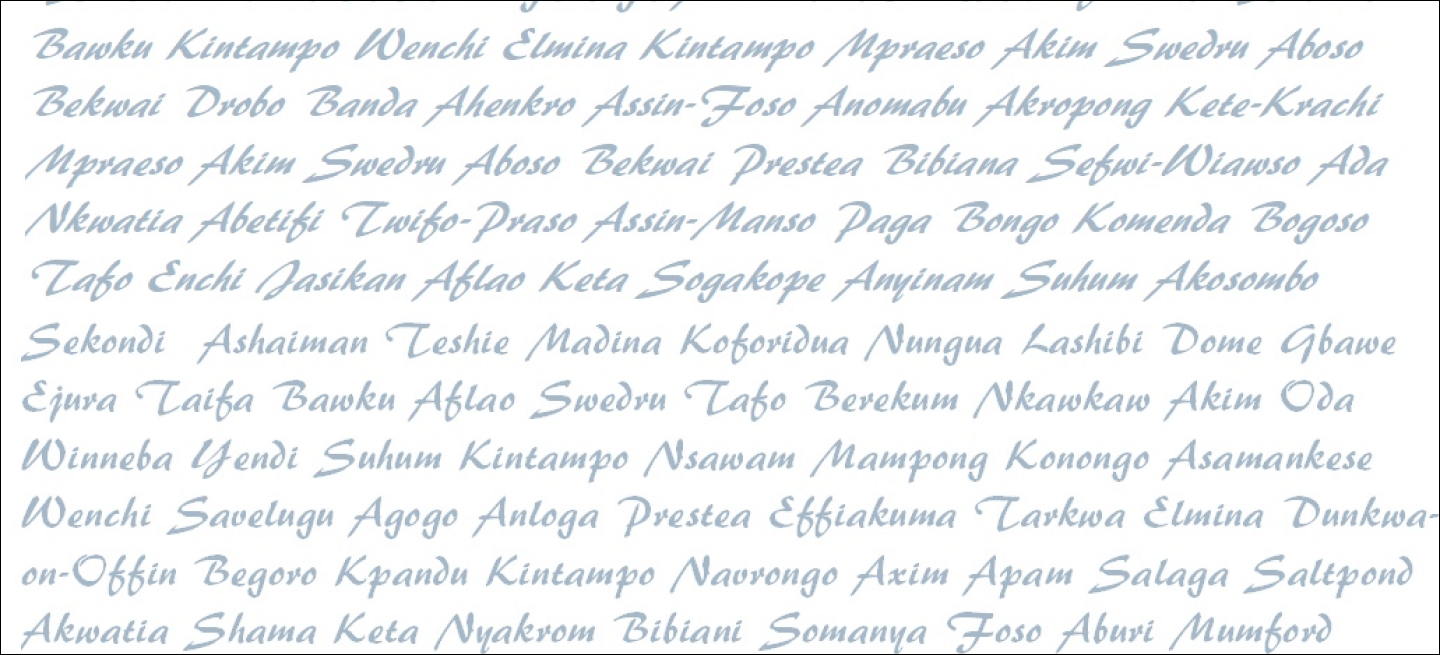 Bawku Kintampo Wenchi Elmina Kintampo Mpraeso Akim Swedru Aboso
Bekwai Drobo Banda Ahenkro Assin-Foso Anomabu Akropong Kete-Krachi
Mpraeso Akim Swedru Aboso Bekwai Prestea Bibiana Sefwi-Wiawso Ada
Nkwatia Abetifi Twifo-Praso Assin-Manso Paga Bongo Komenda Bogoso
Tafo Enchi Jasikan Aflao Keta Sogakope Anyinam Suhum Akosombo
Sekondi Ashaiman Teshie Madina Koforidua Nungua Lashibi Dome Gbawe
Ejura Taifa Bawku Aflao Swedru Tafo Berekum Nkawkaw Akim Oda
Winneba Yendi Suhum Kintampo Nsawam Mampong Konongo Asamankese
Wenchi Savelugu Agogo Anloga Prestea Effiakuma Tarkwa Elmina Dunkwa-
on-Offin Begoro Kpandu Kintampo Navrongo Axim Apam Salaga Saltpond
Akwatia Shama Keta Nyakrom Bibiani Somanya Foso Aburi Mumford